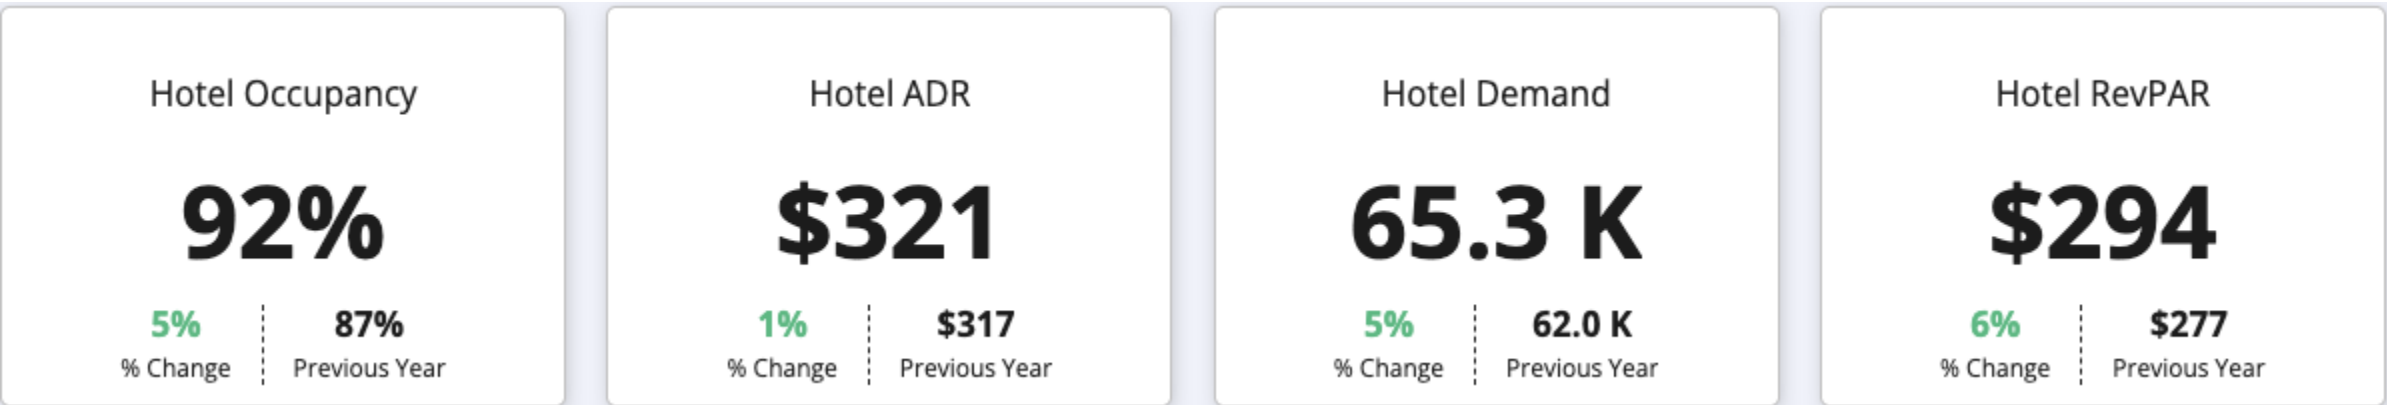 Hotel Occupancy
92%
5%
% Change
87%
Previous Year
Hotel ADR
$321
1%
% Change
$317
Previous Year
Hotel Demand
65.3 K
5%
% Change
62.0 K
Previous Year
Hotel RevPAR
$294
6%
% Change
$277
Previous Year